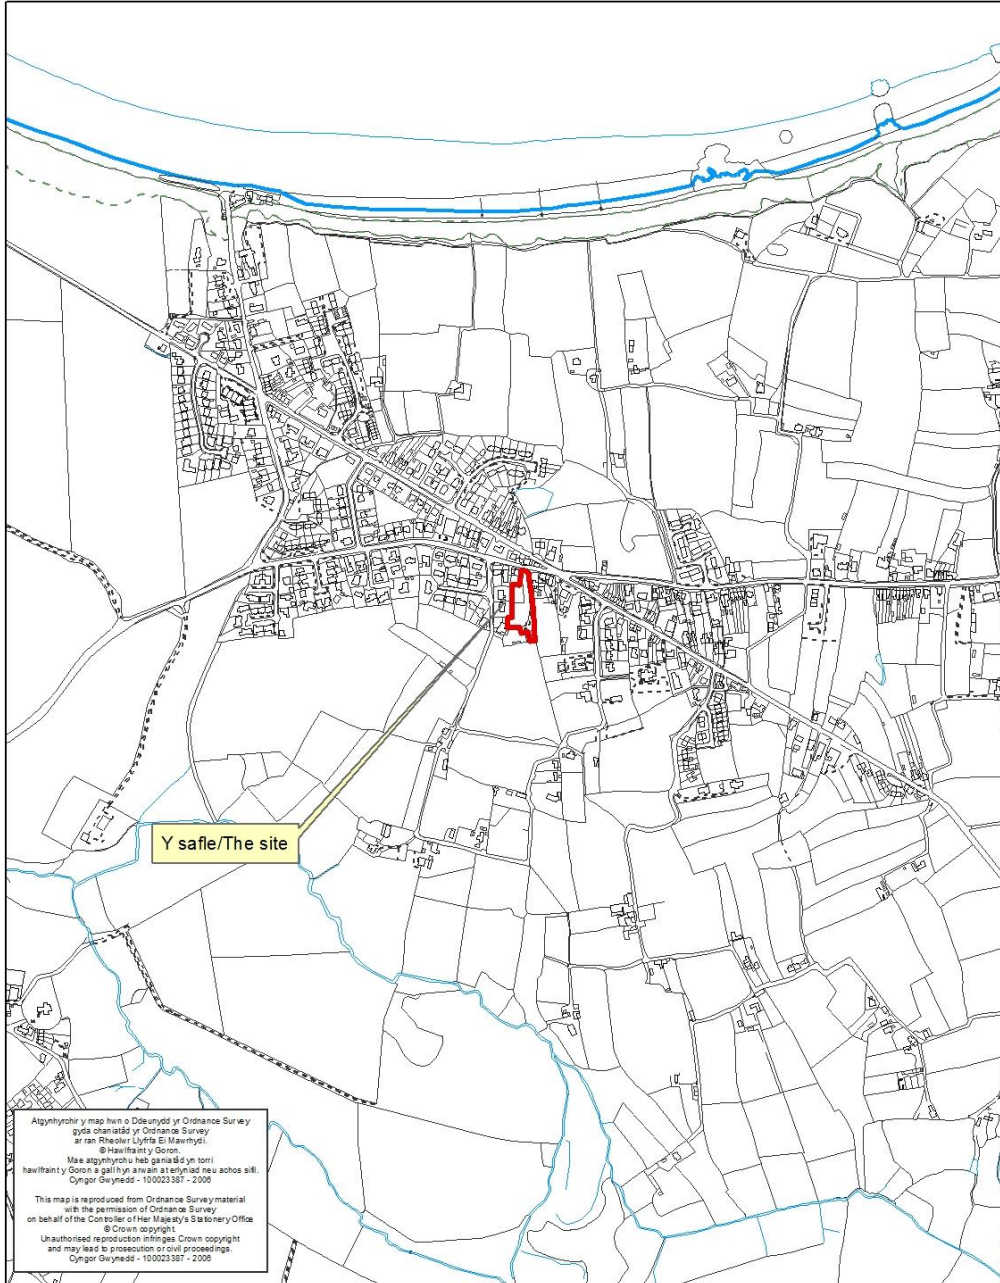 Y safle/The site
Atgynhyrchir y map hwn o Ddeunydd yr Ordnance Survey
gyda chaniatâd yr Ordnance Survey
ar ran Rheolwr Llyfrfa Ei Mawrhydi.
© Hawlfraint y Goron.
Mae atgynhyrchu heb ganiatâd yn torri
hawlfraint y Goron a gall hyn arwain at erlyniad neu achos sifil.
Cyngor Gwynedd - 100023387 - 2006
This map is reproduced from Ordnance Survey material
with the permission of Ordnance Survey
on behalf of the Controller of Her Majesty's Stationery Office
© Crown copyright.
Unauthorised reproduction infringes Crown copyright
and may lead to prosecution or civil proceedings.
Cyngor Gwynedd - 100023387 - 2006